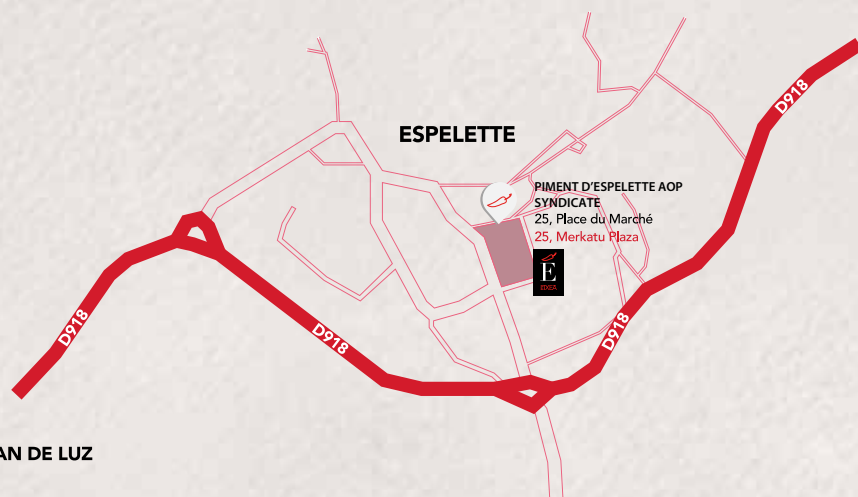 D918
ESPELETTE
PIMENT D'ESPELETTE AOP
SYNDICATE
25, Place du Marché
25, Merkatu Plaza
É
ETXEA
D918
D918
D918
AN DE LUZ